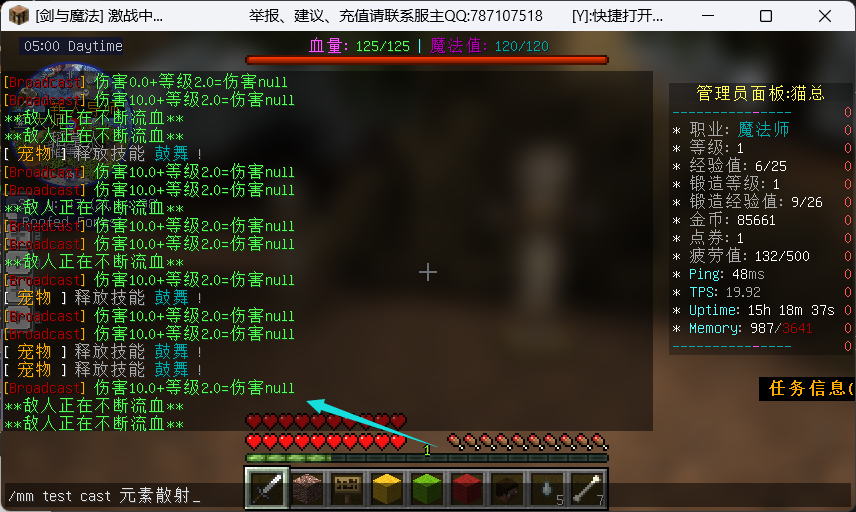 [剑与魔法] 激战中... 举报、建议、充值请联系服主QQ:787107518 [Y]:快捷打开...
05:00 Daytime
血量: 125/125 | 魔法值: 120/120
[Broadcast] 伤害0.0+等级2.0=伤害null
[Broadcast] 伤害10.0+等级2.0=伤害null
**敌人正在不断流血**
**敌人正在不断流血**
[ 宠物 ] 释放技能 鼓舞 !
[Broadcast] 伤害10.0+等级2.0=伤害null
[Broadcast] 伤害10.0+等级2.0=伤害null
**敌人正在不断流血**
[Broadcast] 伤害10.0+等级2.0=伤害null
[Broadcast] 伤害10.0+等级2.0=伤害null
**敌人正在不断流血**
[Broadcast] 伤害10.0+等级2.0=伤害null
[ 宠物 ] 释放技能 鼓舞 !
[Broadcast] 伤害10.0+等级2.0=伤害null
[Broadcast] 伤害10.0+等级2.0=伤害null
[ 宠物 ] 释放技能 鼓舞 !
[ 宠物 ] 释放技能 鼓舞 !
[Broadcast] 伤害10.0+等级2.0=伤害null
**敌人正在不断流血**
**敌人正在不断流血**
管理员面板:猫总
--------------- 0
* 职业: 魔法师 0
* 等级: 1 0
* 经验值: 6/25 0
* 锻造等级: 1 0
* 锻造经验值: 9/26 0
* 金币: 85661 0
* 点券: 1 0
* 疲劳值: 132/500 0
* Ping: 48ms 0
* TPS: 19.92 0
* Uptime: 15h 18m 37s 0
* Memory: 987/3641 0
--------------- 0
任务信息(
1
5
7
/mm test cast 元素散射_